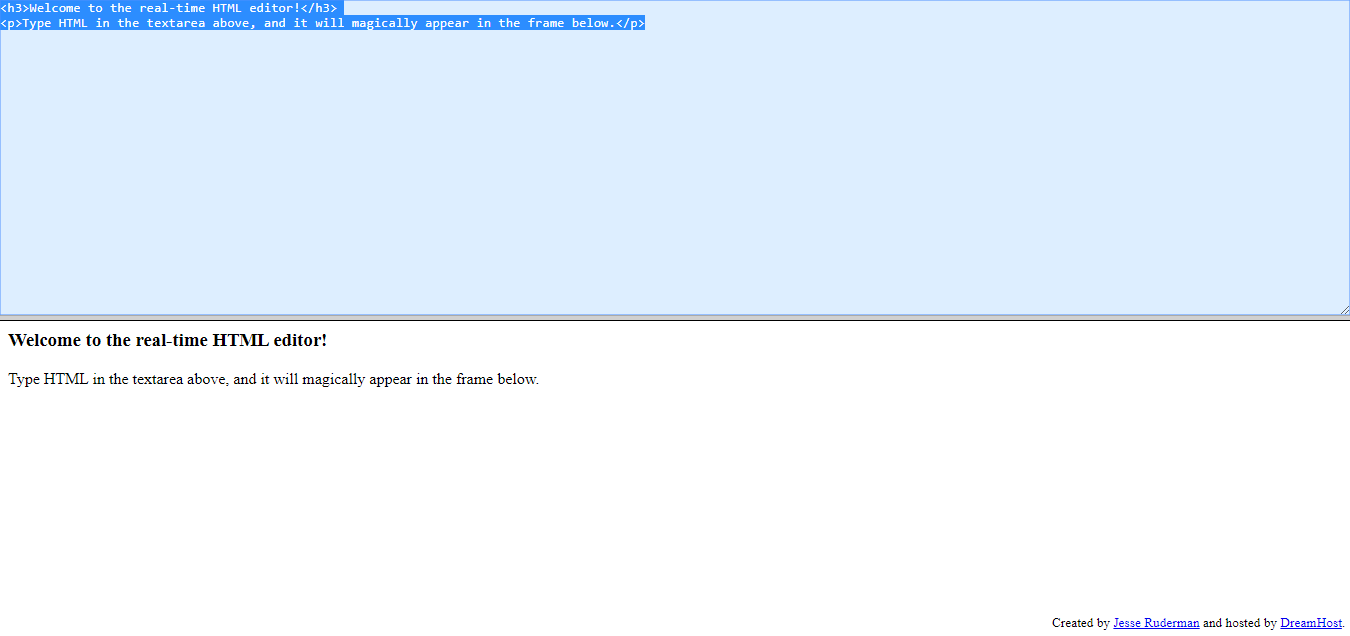 <h3>Welcome to the real-time HTML editor!</h3>
<p>Type HTML in the textarea above, and it will magically appear in the frame below.</p>
Welcome to the real-time HTML editor!
Type HTML in the textarea above, and it will magically appear in the frame below.
Created by Jesse Ruderman and hosted by DreamHost.